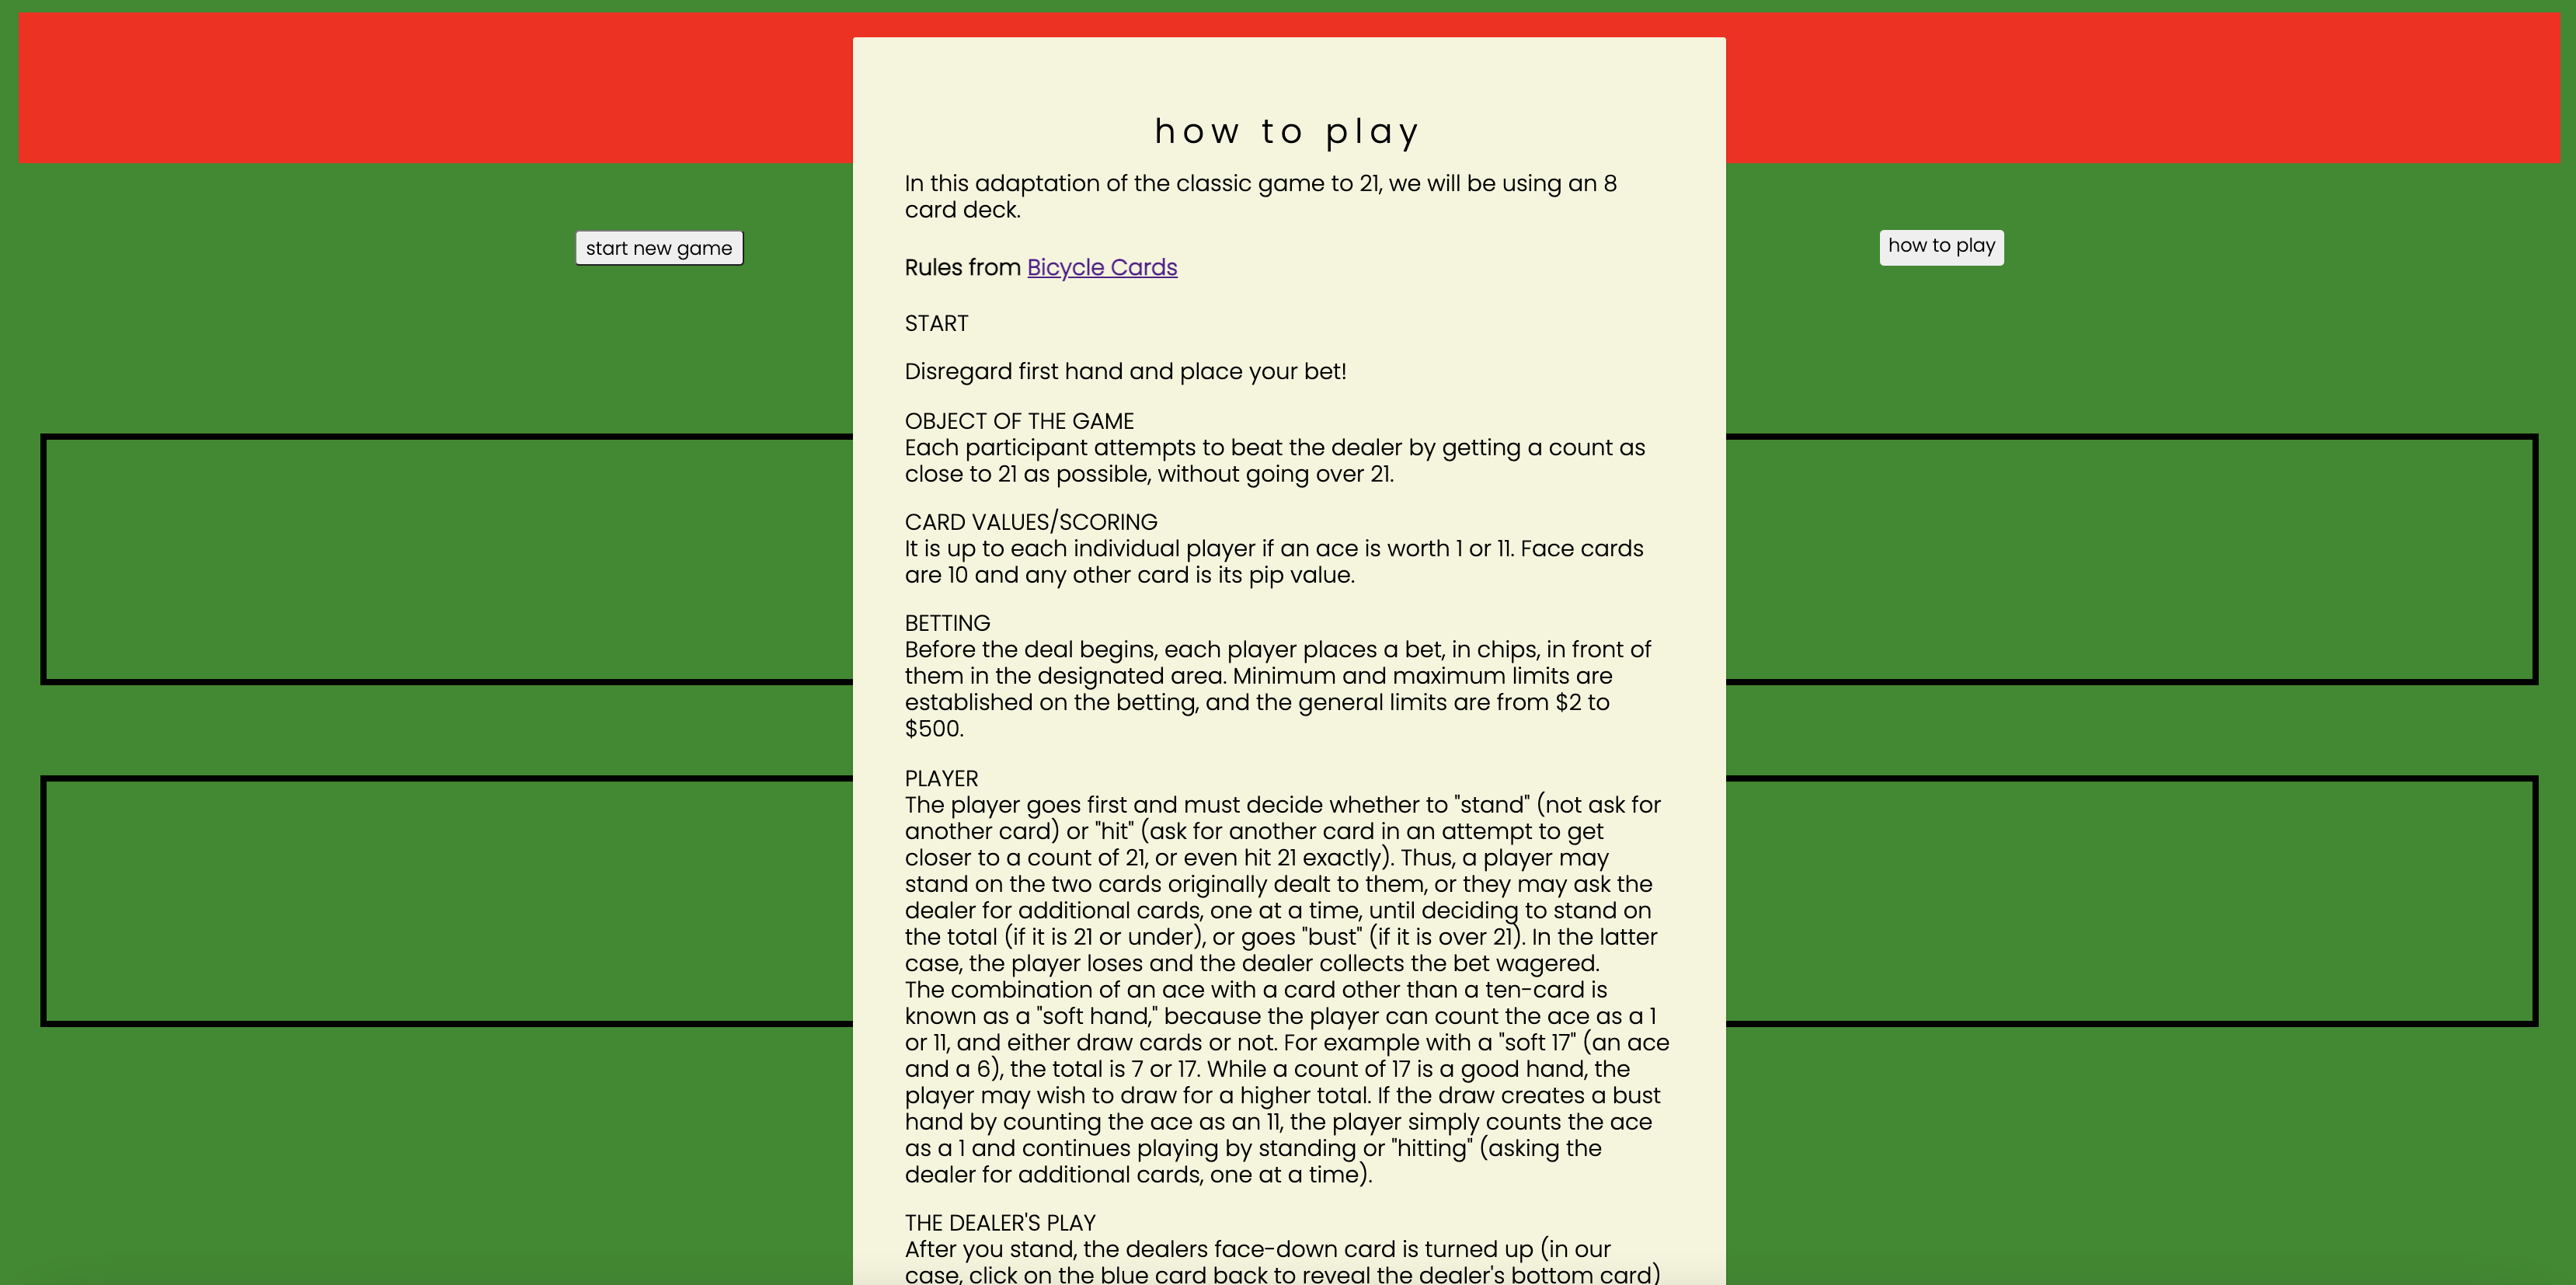 how to play
In this adaptation of the classic game to 21, we will be using an 8
card deck.
start new game
how to play
Rules from Bicycle Cards
START
Disregard first hand and place your bet!
OBJECT OF THE GAME
Each participant attempts to beat the dealer by getting a count as
close to 21 as possible, without going over 21.
CARD VALUES/SCORING
It is up to each individual player if an ace is worth 1 or 11. Face cards
are 10 and any other card is its pip value.
BETTING
Before the deal begins, each player places a bet, in chips, in front of
them in the designated area. Minimum and maximum limits are
established on the betting, and the general limits are from $2 to
$500.
PLAYER
The player goes first and must decide whether to "stand" (not ask for
another card) or "hit" (ask for another card in an attempt to get
closer to a count of 21, or even hit 21 exactly). Thus, a player may
stand on the two cards originally dealt to them, or they may ask the
dealer for additional cards, one at a time, until deciding to stand on
the total (if it is 21 or under), or goes "bust" (if it is over 21). In the latter
case, the player loses and the dealer collects the bet wagered.
The combination of an ace with a card other than a ten-card is
known as a "soft hand," because the player can count the ace as a 1
or 11, and either draw cards or not. For example with a "soft 17" (an ace
and a 6), the total is 7 or 17. While a count of 17 is a good hand, the
player may wish to draw for a higher total. If the draw creates a bust
hand by counting the ace as an 11, the player simply counts the ace
as a 1 and continues playing by standing or "hitting" (asking the
dealer for additional cards, one at a time).
THE DEALER'S PLAY
After you stand, the dealers face-down card is turned up (in our
case, click on the blue card back to reveal the dealer's bottom card)